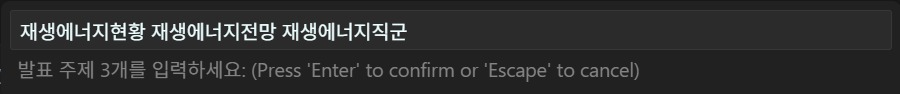 재생에너지현황 재생에너지전망 재생에너지직군
발표 주제 3개를 입력하세요: (Press 'Enter' to confirm or 'Escape' to cancel)